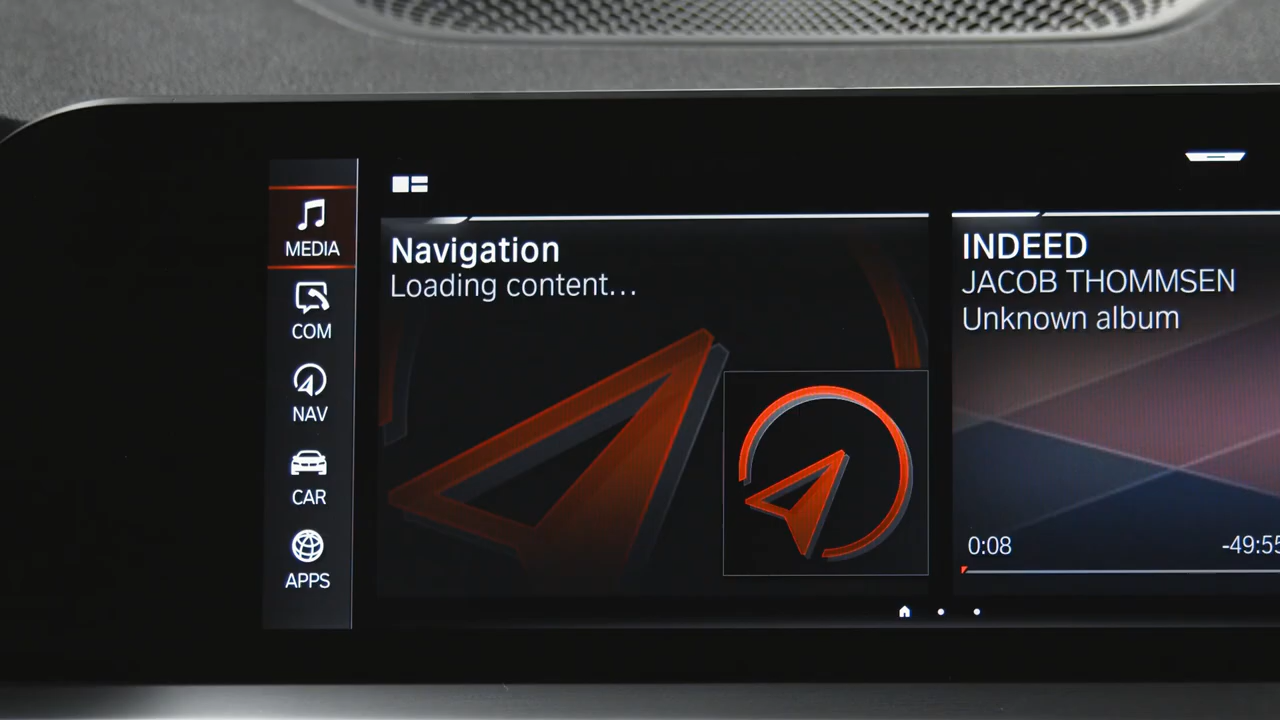 MEDIA
COM
NAV
CAR
APPS
Navigation
Loading content...
INDEED
JACOB THOMMSEN
Unknown album
0:08
-49:55